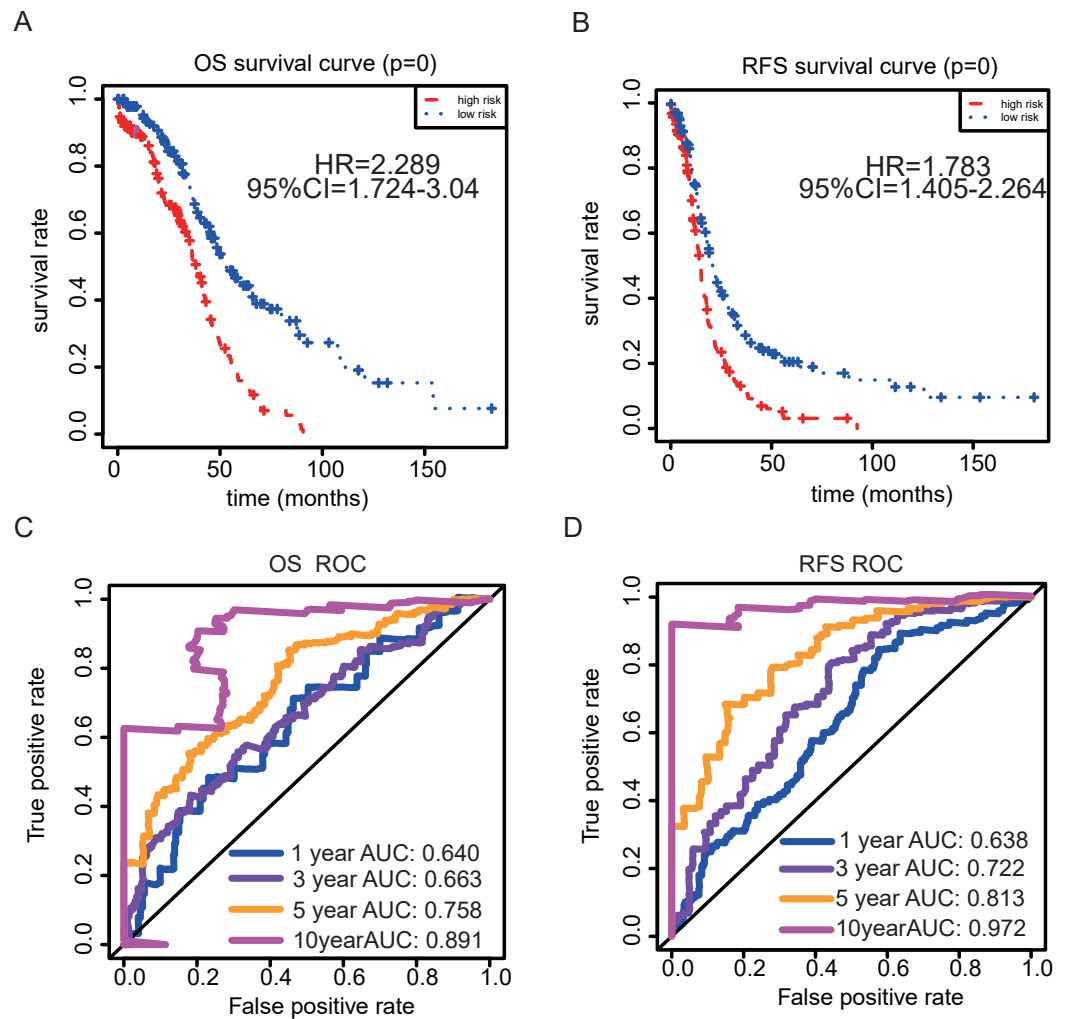 A
OS survival curve (p=0)
high risk
low risk
HR=2.289
95%CI=1.724-3.04
survival rate
0.0
0.2
0.4
0.6
0.8
1.0
0
50
100
150
time (months)
B
RFS survival curve (p=0)
high risk
low risk
HR=1.783
95%CI=1.405-2.264
survival rate
0.0
0.2
0.4
0.6
0.8
1.0
0
50
100
150
time (months)
C
OS ROC
True positive rate
0.0
0.2
0.4
0.6
0.8
1.0
1 year AUC: 0.640
3 year AUC: 0.663
5 year AUC: 0.758
10yearAUC: 0.891
0.0
0.2
0.4
0.6
0.8
1.0
False positive rate
D
RFS ROC
True positive rate
0.0
0.2
0.4
0.6
0.8
1.0
1 year AUC: 0.638
3 year AUC: 0.722
5 year AUC: 0.813
10yearAUC: 0.972
0.0
0.2
0.4
0.6
0.8
1.0
False positive rate